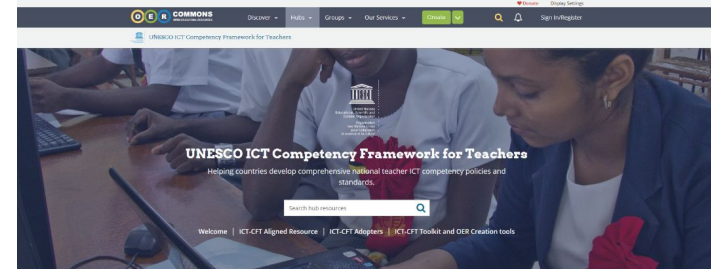 Donate Display Settings
OER COMMONS Discover Hubs Groups Our Services Create Sign In/Register
UNESCO ICT Competency Framework for Teachers
UNESCO ICT Competency Framework for Teachers
Helping countries develop comprehensive national teacher ICT competency policies and
standards.
Search hub resources
Welcome | ICT-CFT Aligned Resource | ICT-CFT Adopters | ICT-CFT Toolkit and OER Creation tools